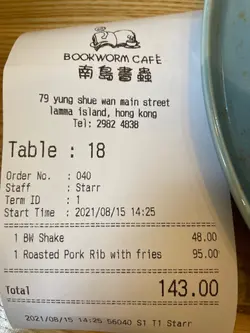 BOOKWORM CAFÉ
南島書蟲
79 yung shue wan main street
lamma island, hong kong
Tel: 2982 4838
Table : 18
Order No. : 040
Staff : Starr
Term ID : 1
Start Time : 2021/08/15 14:25
1 BW Shake 48.00
1 Roasted Pork Rib with fries 95.00
Total 143.00
2021/08/15 14:25 56040 S1 T1 Starr